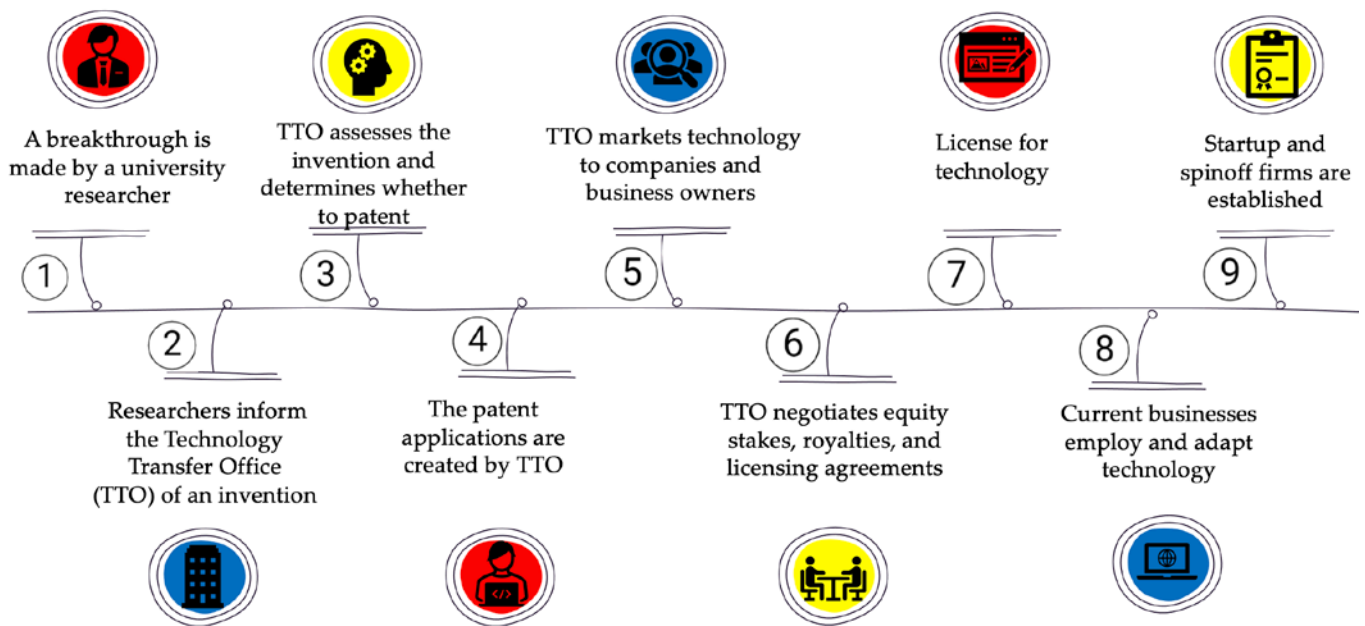 A breakthrough is
made by a university
researcher
1
Researchers inform
the Technology
Transfer Office
(TTO) of an invention
2
TTO assesses the
invention and
determines whether
to patent
3
The patent
applications are
created by TTO
4
TTO markets technology
to companies and
business owners
5
TTO negotiates equity
stakes, royalties, and
licensing agreements
6
License for
technology
7
Current businesses
employ and adapt
technology
8
Startup and
spinoff firms are
established
9